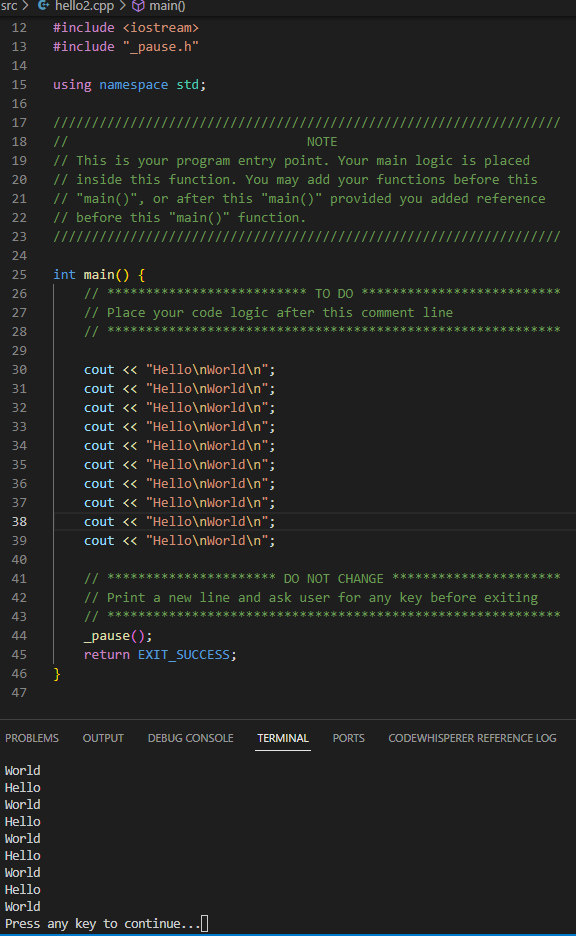 src > hello2.cpp > main()
12 #include <iostream>
13 #include "_pause.h"
14
15 using namespace std;
16
17 //////////////////////////////////////////////////////////////////
18 //                               NOTE
19 // This is your program entry point. Your main logic is placed
20 // inside this function. You may add your functions before this
21 // "main()", or after this "main()" provided you added reference
22 // before this "main()" function.
23 //////////////////////////////////////////////////////////////////
24
25 int main() {
26     // ************************** TO DO **************************
27     // Place your code logic after this comment line
28     // ***********************************************************
29
30     cout << "Hello\nWorld\n";
31     cout << "Hello\nWorld\n";
32     cout << "Hello\nWorld\n";
33     cout << "Hello\nWorld\n";
34     cout << "Hello\nWorld\n";
35     cout << "Hello\nWorld\n";
36     cout << "Hello\nWorld\n";
37     cout << "Hello\nWorld\n";
38     cout << "Hello\nWorld\n";
39     cout << "Hello\nWorld\n";
40
41     // ********************** DO NOT CHANGE **********************
42     // Print a new line and ask user for any key before exiting
43     // ***********************************************************
44     _pause();
45     return EXIT_SUCCESS;
46 }
47
PROBLEMS OUTPUT DEBUG CONSOLE TERMINAL PORTS CODEWHISPERER REFERENCE LOG
World
Hello
World
Hello
World
Hello
World
Hello
World
Press any key to continue...